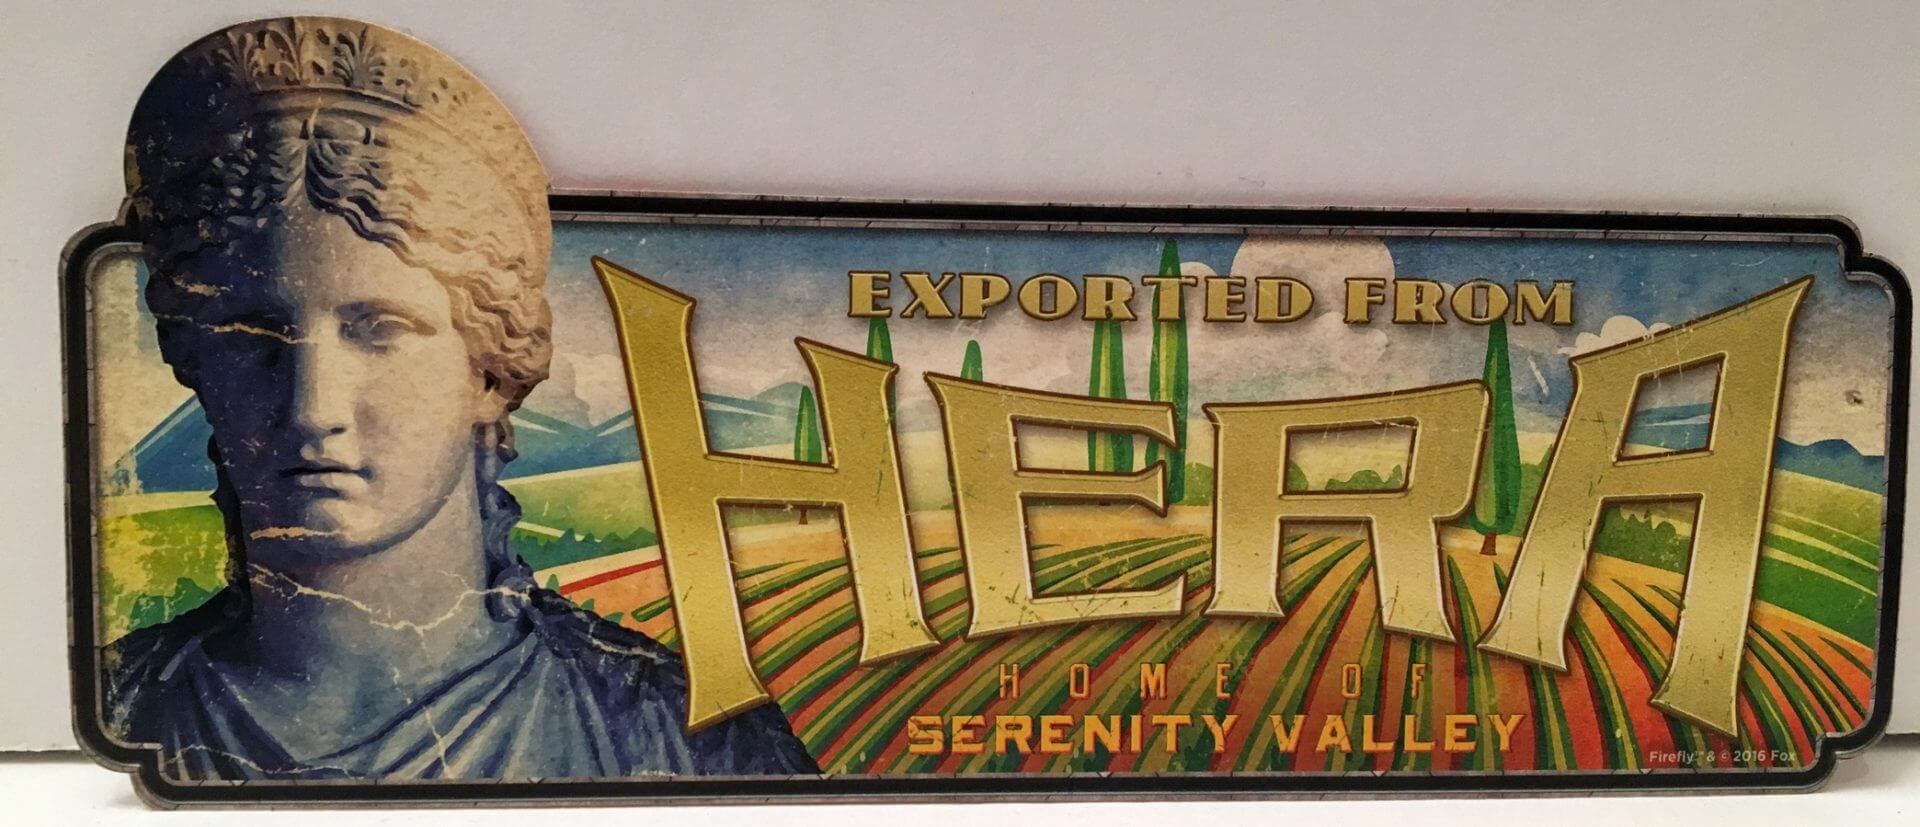 EXPORTED FROM
HERA
HOME OF
SERENITY VALLEY
Firefly™ & © 2016 Fox